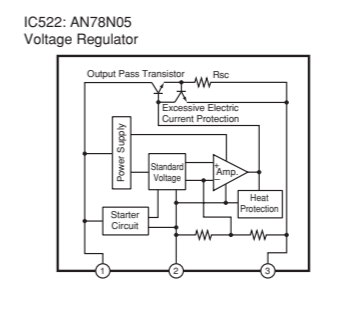 IC522: AN78N05
Voltage Regulator
Output Pass Transistor
Rsc
Excessive Electric
Current Protection
Power Supply
Standard
Voltage
+
Amp.
−
Heat
Protection
Starter
Circuit
1
2
3